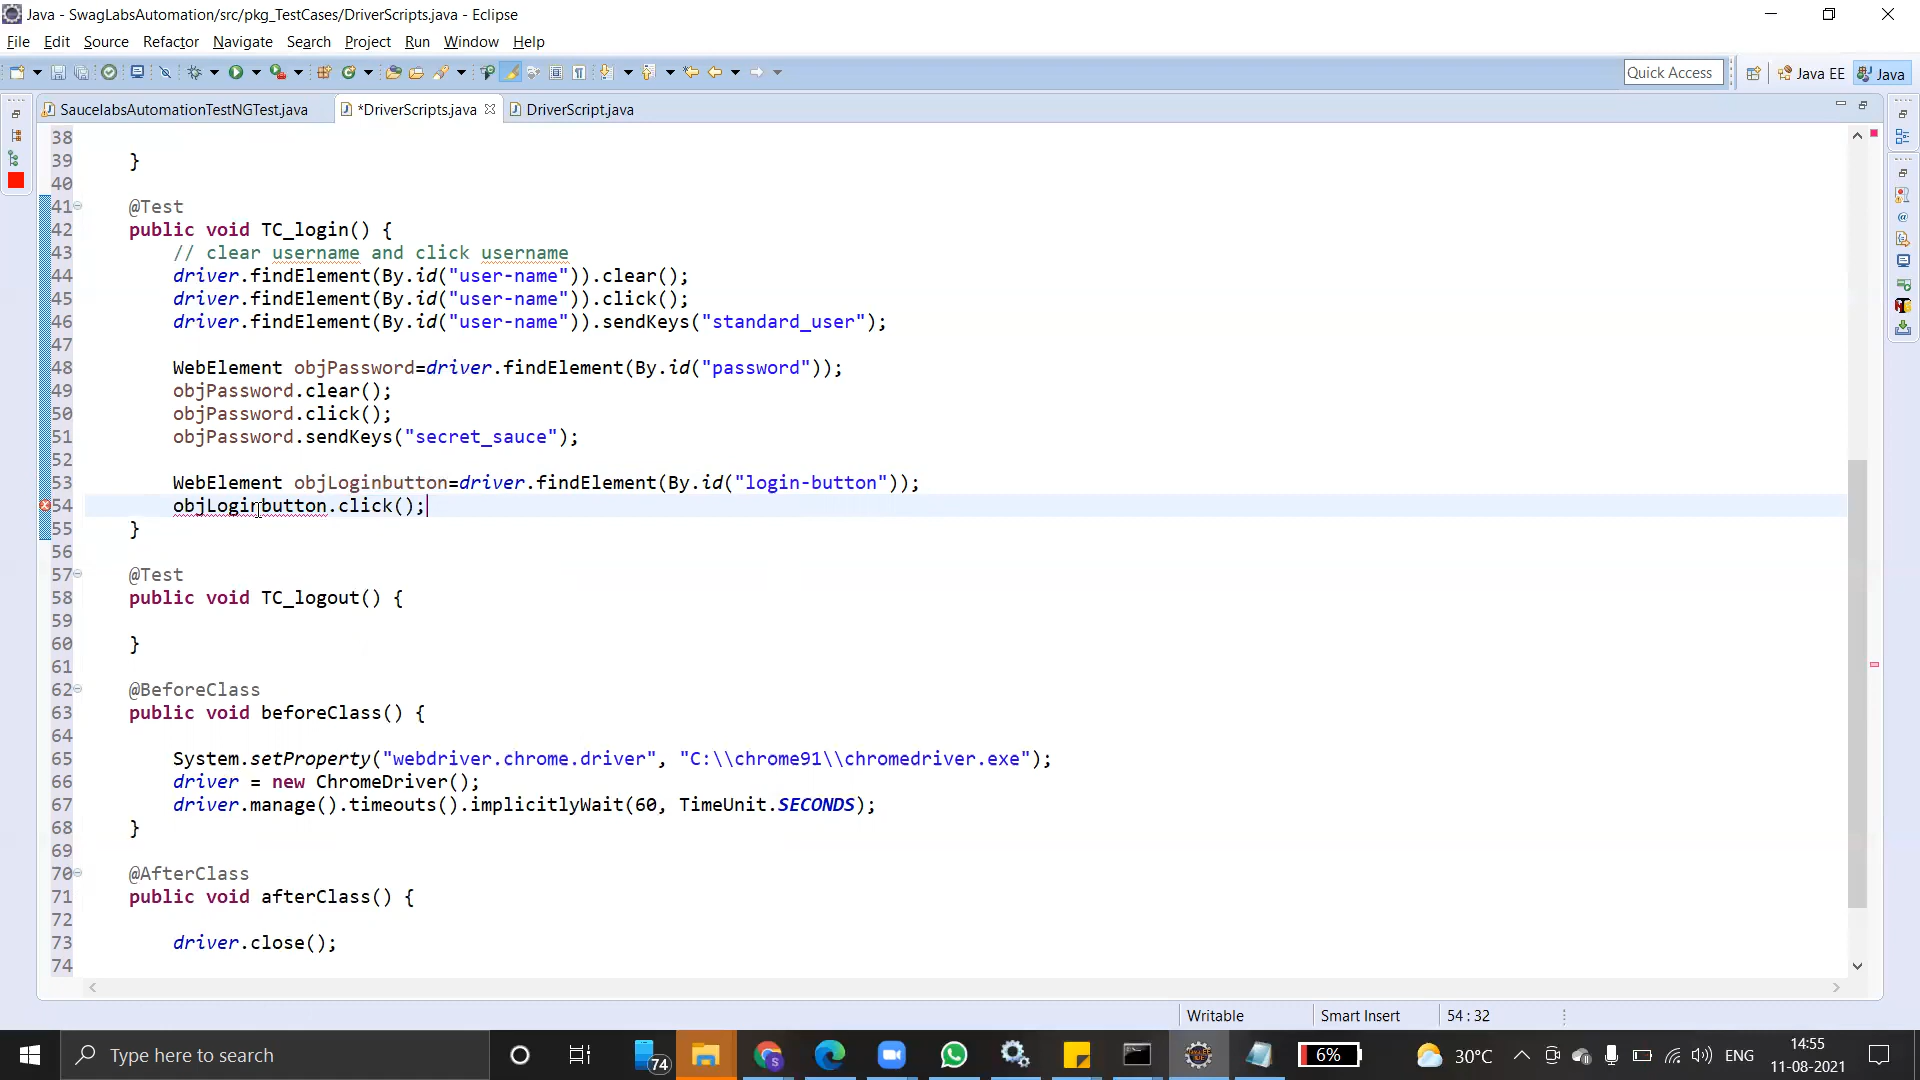 Java - SwagLabsAutomation/src/pkg_TestCases/DriverScripts.java - Eclipse
File Edit Source Refactor Navigate Search Project Run Window Help
Quick Access Java EE Java
SaucelabsAutomationTestNGTest.java *DriverScripts.java DriverScript.java
38
39 }
40
41 @Test
42 public void TC_login() {
43 // clear username and click username
44 driver.findElement(By.id("user-name")).clear();
45 driver.findElement(By.id("user-name")).click();
46 driver.findElement(By.id("user-name")).sendKeys("standard_user");
47
48 WebElement objPassword=driver.findElement(By.id("password"));
49 objPassword.clear();
50 objPassword.click();
51 objPassword.sendKeys("secret_sauce");
52
53 WebElement objLoginbutton=driver.findElement(By.id("login-button"));
54 objLoginbutton.click();
55 }
56
57 @Test
58 public void TC_logout() {
59
60 }
61
62 @BeforeClass
63 public void beforeClass() {
64
65 System.setProperty("webdriver.chrome.driver", "C:\\chrome91\\chromedriver.exe");
66 driver = new ChromeDriver();
67 driver.manage().timeouts().implicitlyWait(60, TimeUnit.SECONDS);
68 }
69
70 @AfterClass
71 public void afterClass() {
72
73 driver.close();
74
Writable Smart Insert 54 : 32
Type here to search 74 6% 30°C ENG 14:55
11-08-2021